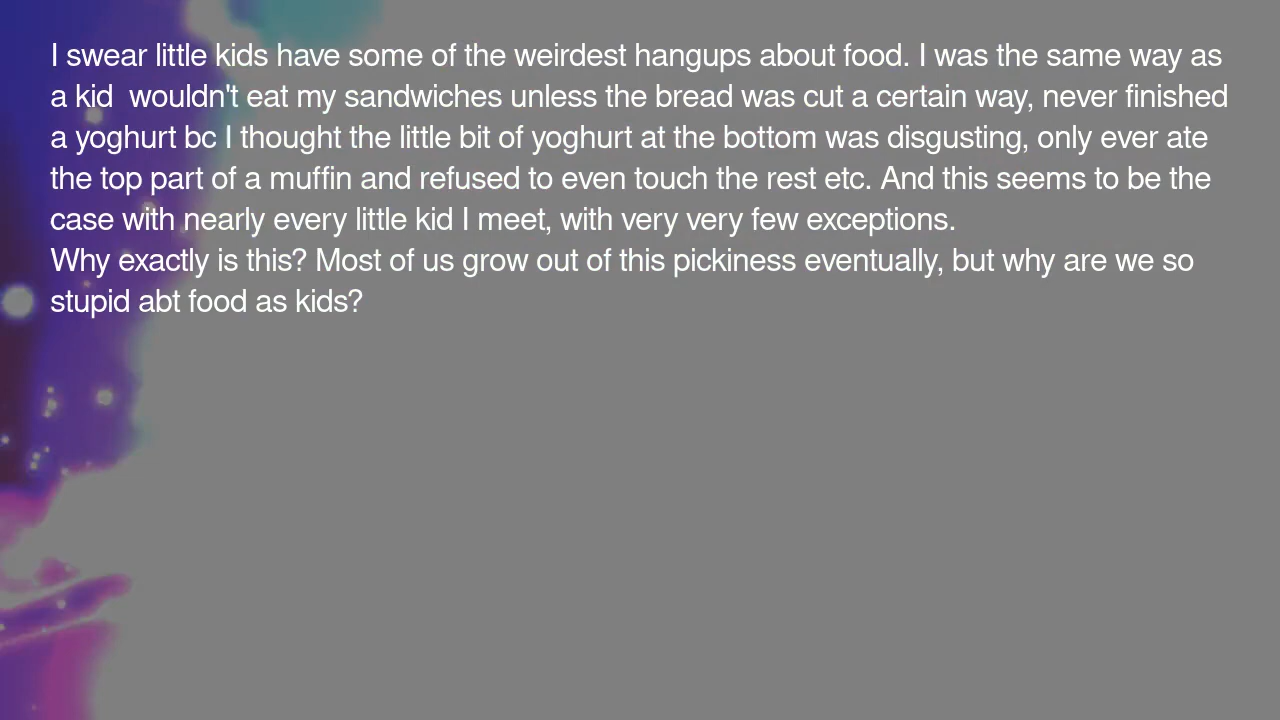 I swear little kids have some of the weirdest hangups about food. I was the same way as
a kid  wouldn't eat my sandwiches unless the bread was cut a certain way, never finished
a yoghurt bc I thought the little bit of yoghurt at the bottom was disgusting, only ever ate
the top part of a muffin and refused to even touch the rest etc. And this seems to be the
case with nearly every little kid I meet, with very very few exceptions.
Why exactly is this? Most of us grow out of this pickiness eventually, but why are we so
stupid abt food as kids?